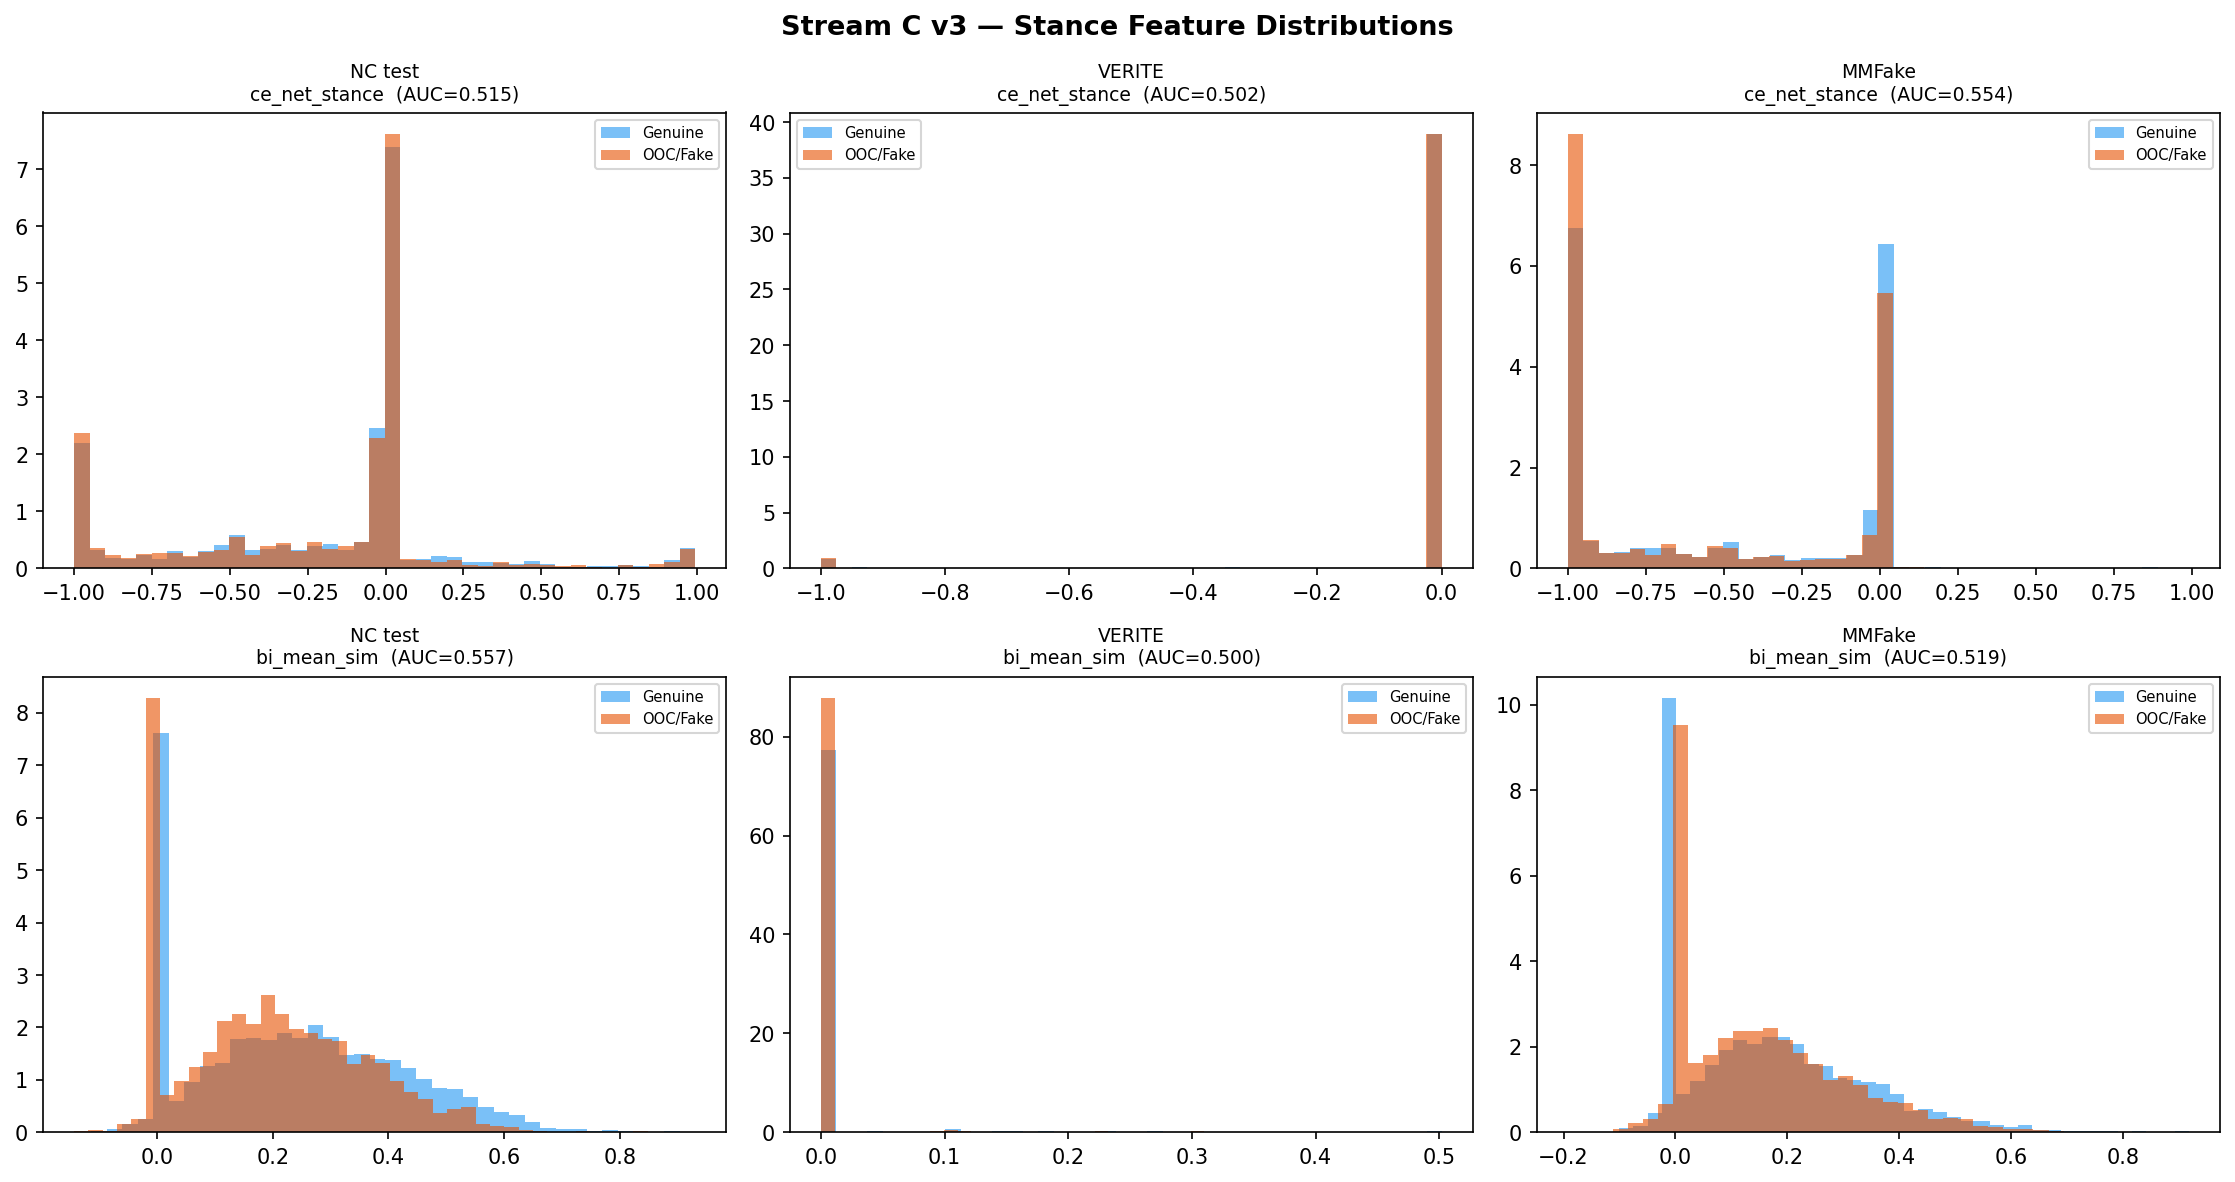 Stream C v3 — Stance Feature Distributions
NC test
ce_net_stance  (AUC=0.515)
Genuine
OOC/Fake
7
6
5
4
3
2
1
0
−1.00 −0.75 −0.50 −0.25 0.00 0.25 0.50 0.75 1.00
VERITE
ce_net_stance  (AUC=0.502)
Genuine
OOC/Fake
40
35
30
25
20
15
10
5
0
−1.0 −0.8 −0.6 −0.4 −0.2 0.0
MMFake
ce_net_stance  (AUC=0.554)
Genuine
OOC/Fake
8
6
4
2
0
−1.00 −0.75 −0.50 −0.25 0.00 0.25 0.50 0.75 1.00
NC test
bi_mean_sim  (AUC=0.557)
Genuine
OOC/Fake
8
7
6
5
4
3
2
1
0
0.0 0.2 0.4 0.6 0.8
VERITE
bi_mean_sim  (AUC=0.500)
Genuine
OOC/Fake
80
60
40
20
0
0.0 0.1 0.2 0.3 0.4 0.5
MMFake
bi_mean_sim  (AUC=0.519)
Genuine
OOC/Fake
10
8
6
4
2
0
−0.2 0.0 0.2 0.4 0.6 0.8